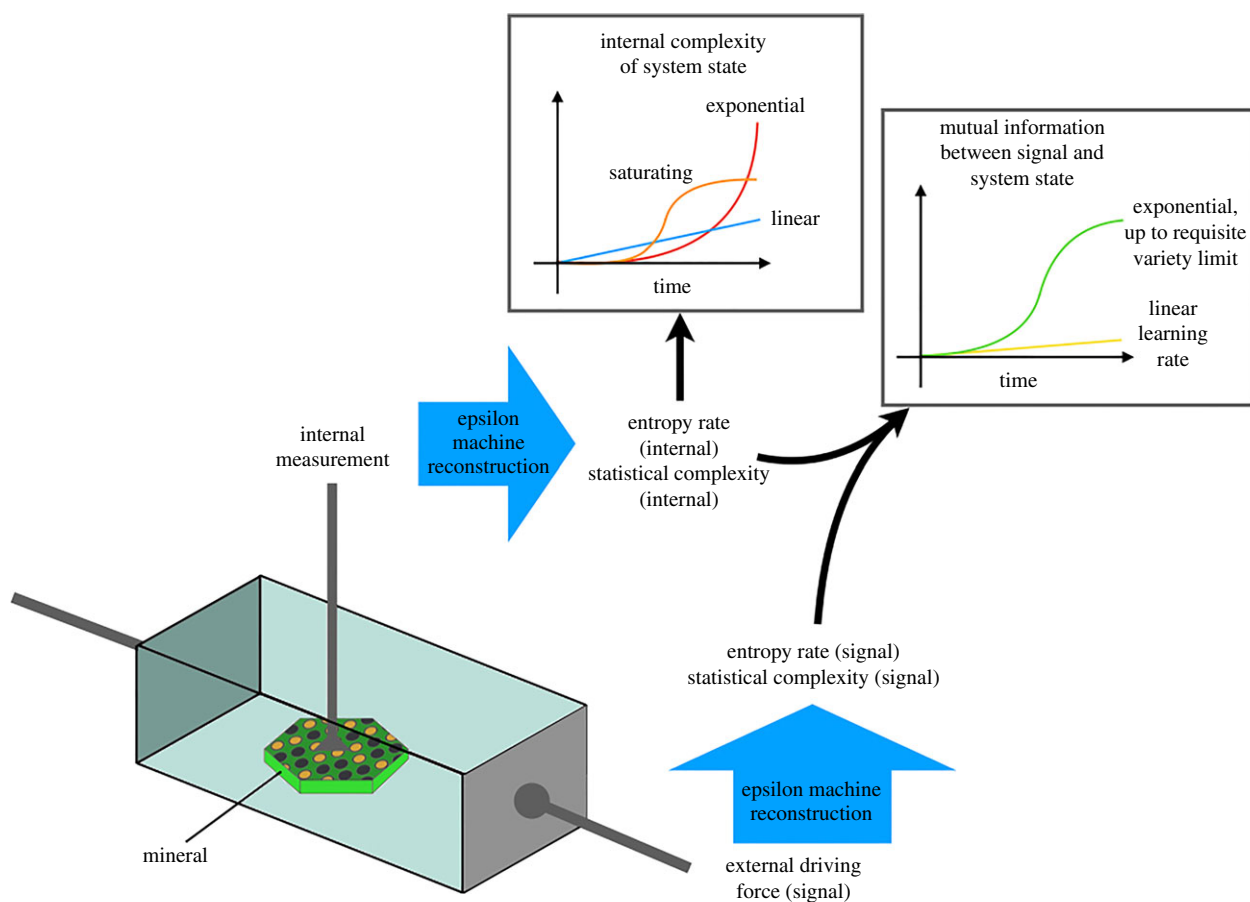 internal complexity
of system state
exponential
saturating
linear
time
mutual information
between signal and
system state
exponential,
up to requisite
variety limit
linear
learning
rate
time
internal
measurement
epsilon
machine
reconstruction
entropy rate
(internal)
statistical complexity
(internal)
entropy rate (signal)
statistical complexity (signal)
epsilon machine
reconstruction
mineral
external driving
force (signal)